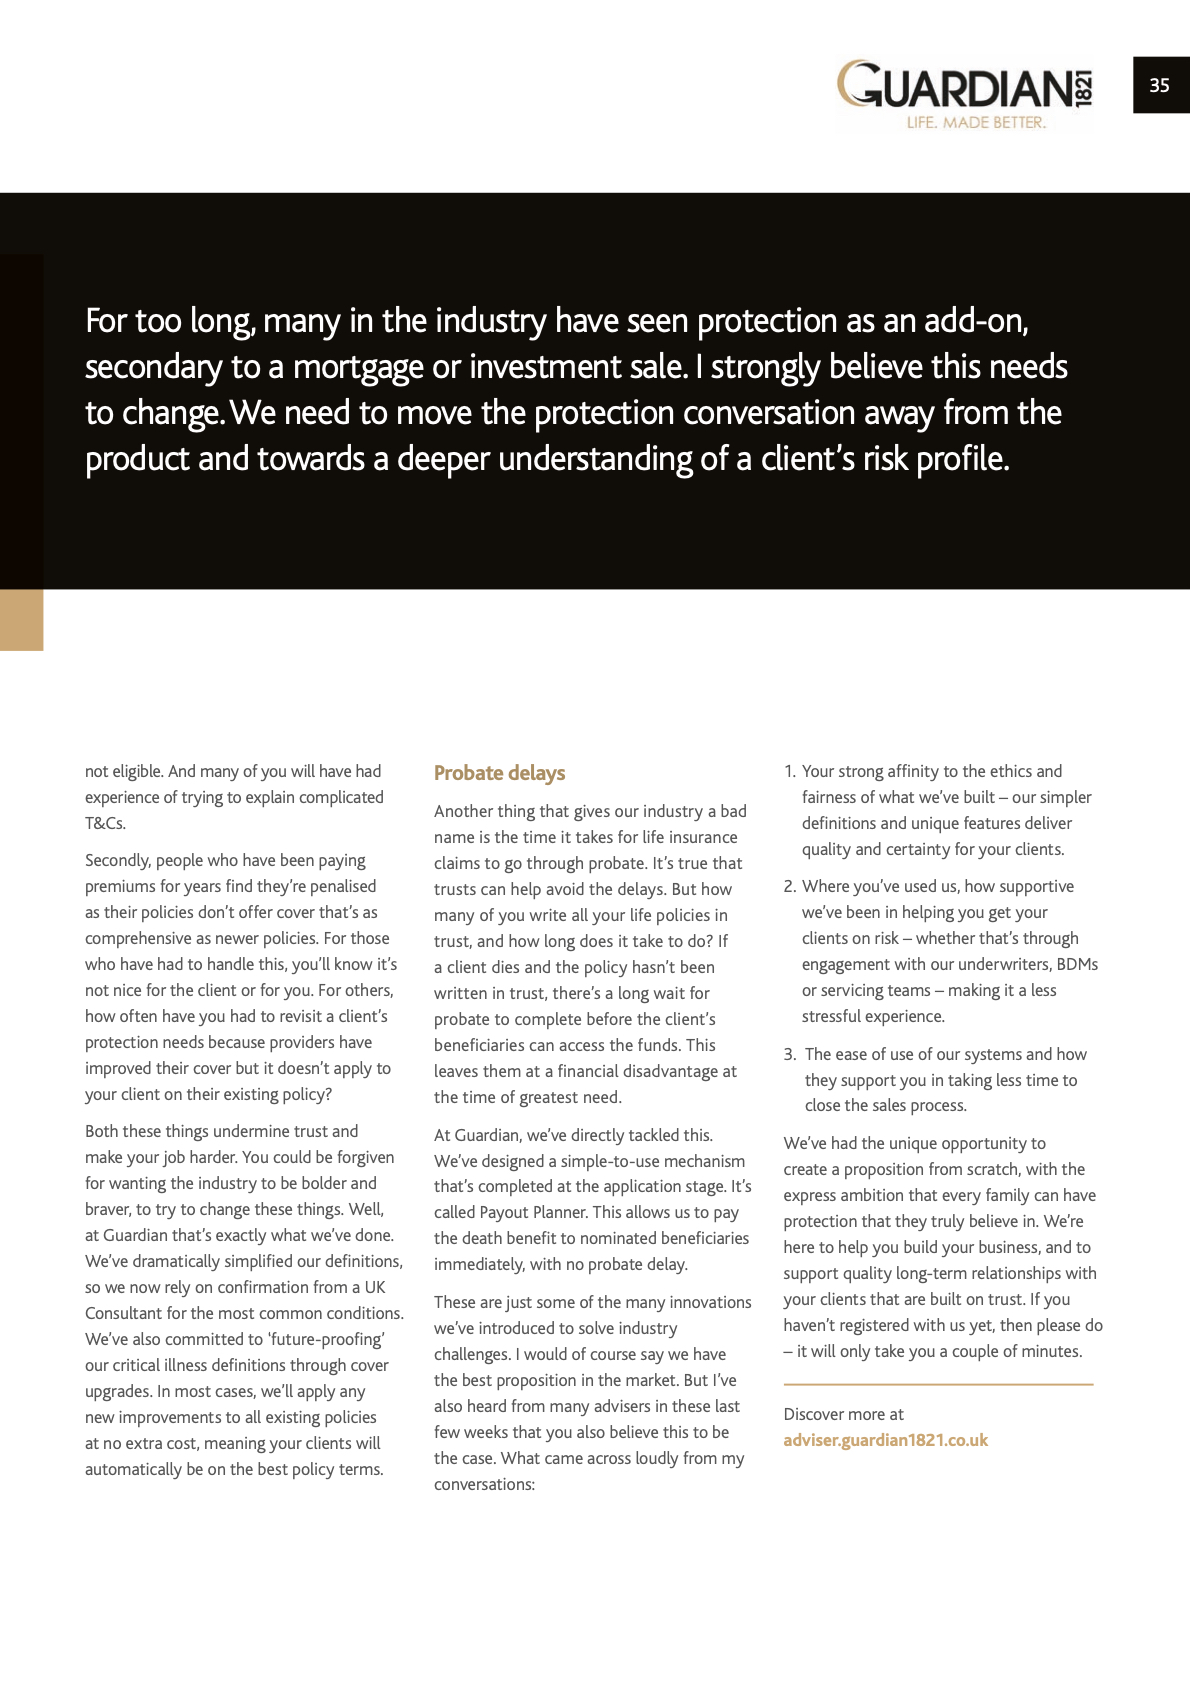 GUARDIAN 1821
LIFE. MADE BETTER.
35
For too long, many in the industry have seen protection as an add-on,
secondary to a mortgage or investment sale. I strongly believe this needs
to change. We need to move the protection conversation away from the
product and towards a deeper understanding of a client’s risk profile.
not eligible. And many of you will have had
experience of trying to explain complicated
T&Cs.
Secondly, people who have been paying
premiums for years find they’re penalised
as their policies don’t offer cover that’s as
comprehensive as newer policies. For those
who have had to handle this, you’ll know it’s
not nice for the client or for you. For others,
how often have you had to revisit a client’s
protection needs because providers have
improved their cover but it doesn’t apply to
your client on their existing policy?
Both these things undermine trust and
make your job harder. You could be forgiven
for wanting the industry to be bolder and
braver, to try to change these things. Well,
at Guardian that’s exactly what we’ve done.
We’ve dramatically simplified our definitions,
so we now rely on confirmation from a UK
Consultant for the most common conditions.
We’ve also committed to ‘future-proofing’
our critical illness definitions through cover
upgrades. In most cases, we’ll apply any
new improvements to all existing policies
at no extra cost, meaning your clients will
automatically be on the best policy terms.
Probate delays
Another thing that gives our industry a bad
name is the time it takes for life insurance
claims to go through probate. It’s true that
trusts can help avoid the delays. But how
many of you write all your life policies in
trust, and how long does it take to do? If
a client dies and the policy hasn’t been
written in trust, there’s a long wait for
probate to complete before the client’s
beneficiaries can access the funds. This
leaves them at a financial disadvantage at
the time of greatest need.
At Guardian, we’ve directly tackled this.
We’ve designed a simple-to-use mechanism
that’s completed at the application stage. It’s
called Payout Planner. This allows us to pay
the death benefit to nominated beneficiaries
immediately, with no probate delay.
These are just some of the many innovations
we’ve introduced to solve industry
challenges. I would of course say we have
the best proposition in the market. But I’ve
also heard from many advisers in these last
few weeks that you also believe this to be
the case. What came across loudly from my
conversations:
1. Your strong affinity to the ethics and
fairness of what we’ve built – our simpler
definitions and unique features deliver
quality and certainty for your clients.
2. Where you’ve used us, how supportive
we’ve been in helping you get your
clients on risk – whether that’s through
engagement with our underwriters, BDMs
or servicing teams – making it a less
stressful experience.
3. The ease of use of our systems and how
they support you in taking less time to
close the sales process.
We’ve had the unique opportunity to
create a proposition from scratch, with the
express ambition that every family can have
protection that they truly believe in. We’re
here to help you build your business, and to
support quality long-term relationships with
your clients that are built on trust. If you
haven’t registered with us yet, then please do
– it will only take you a couple of minutes.
Discover more at
adviser.guardian1821.co.uk